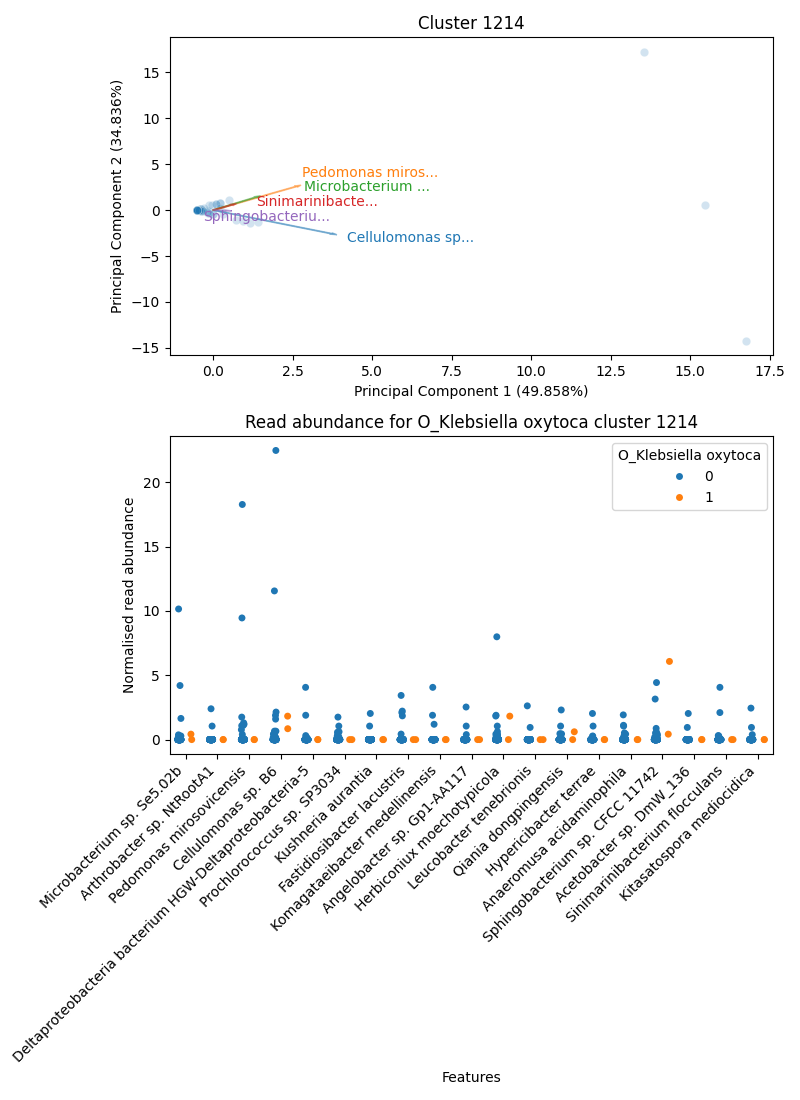 Cluster 1214
Principal Component 2 (34.836%)
15
10
5
0
−5
−10
−15
Pedomonas miros...
Microbacterium ...
Sinimarinibacte...
Sphingobacteriu...
Cellulomonas sp...
0.0 2.5 5.0 7.5 10.0 12.5 15.0 17.5
Principal Component 1 (49.858%)
Read abundance for O_Klebsiella oxytoca cluster 1214
Normalised read abundance
20
15
10
5
0
O_Klebsiella oxytoca
0
1
Microbacterium sp. Se5.02b
Arthrobacter sp. NtRootA1
Pedomonas mirosovicensis
Cellulomonas sp. B6
Deltaproteobacteria bacterium HGW-Deltaproteobacteria-5
Prochlorococcus sp. SP3034
Kushneria aurantia
Fastidiosibacter lacustris
Komagataeibacter medellinensis
Angelobacter sp. Gp1-AA117
Herbiconiux moechotypicola
Leucobacter tenebrionis
Qiania dongpingensis
Hypericibacter terrae
Anaeromusa acidaminophila
Sphingobacterium sp. CFCC 11742
Acetobacter sp. DmW_136
Sinimarinibacterium flocculans
Kitasatospora mediocidica
Features